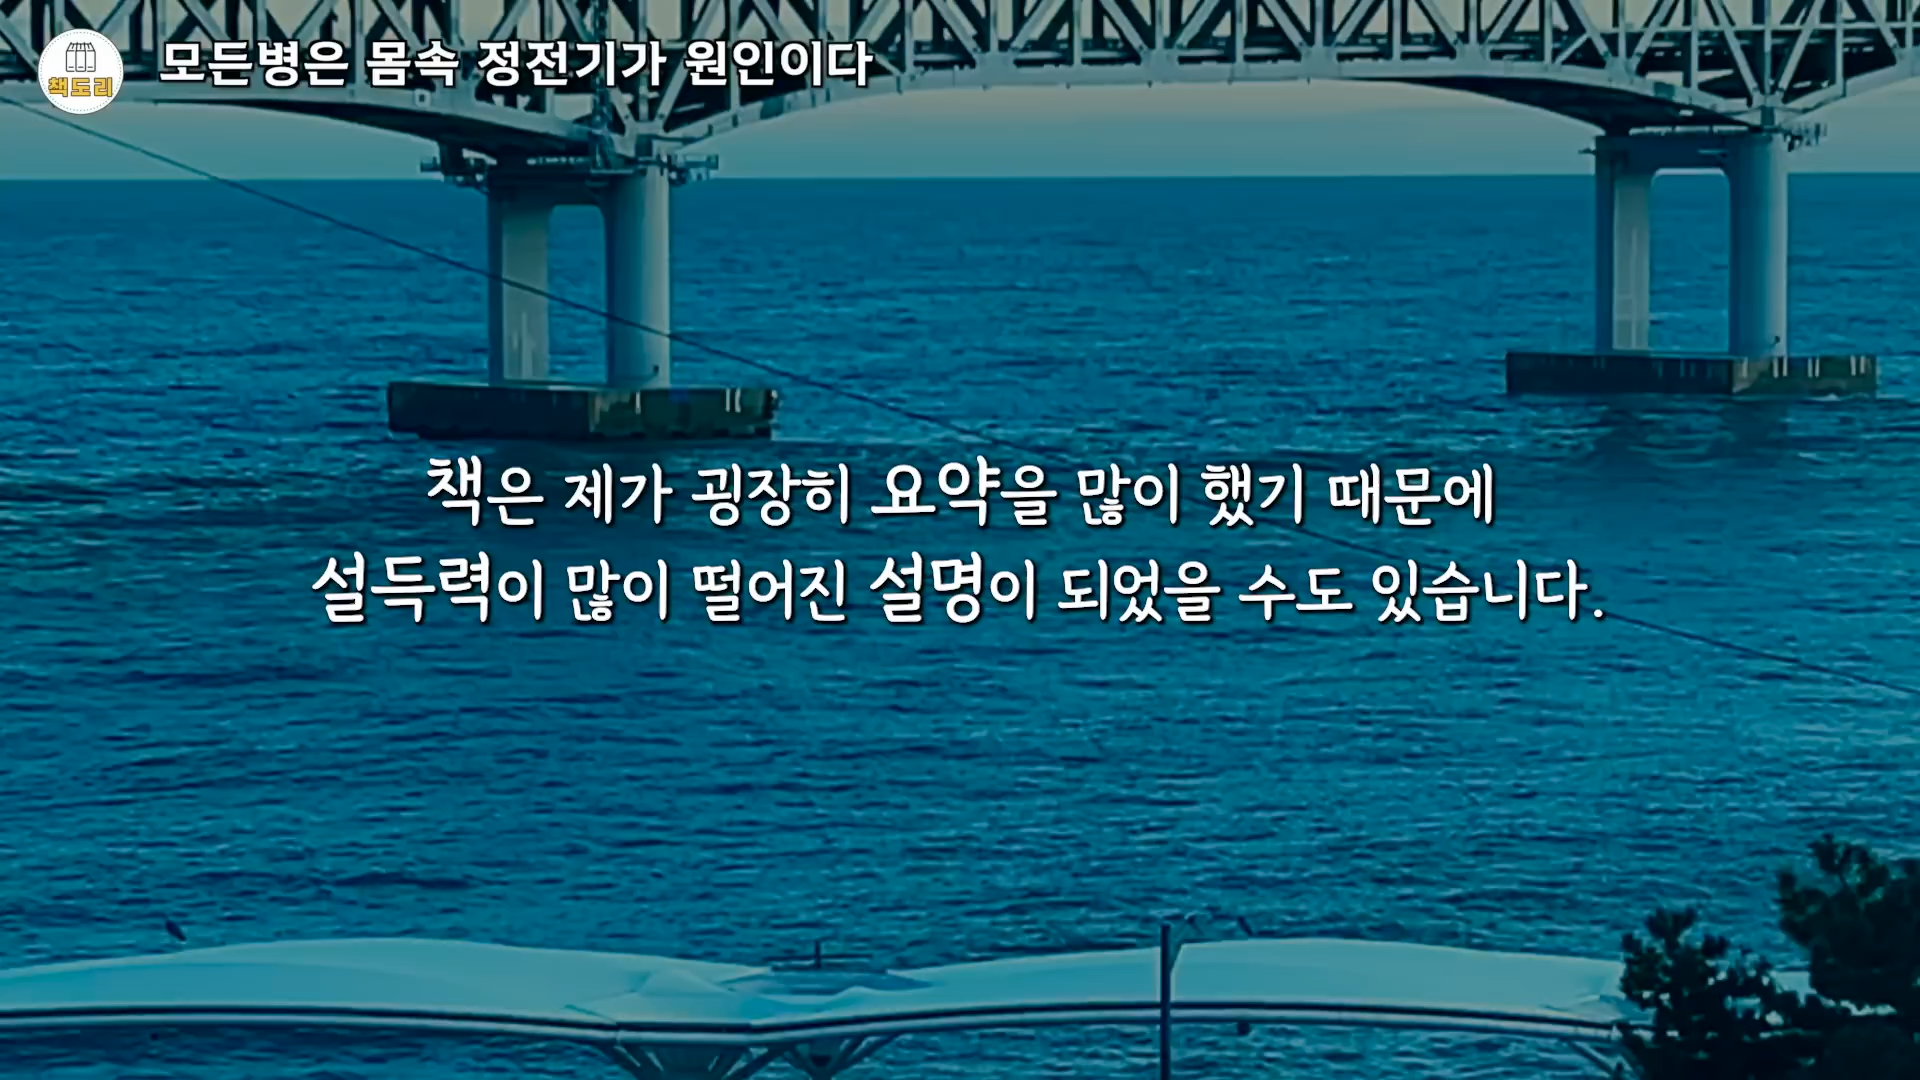 책도리
모든병은 몸속 정전기가 원인이다
책은 제가 굉장히 요약을 많이 했기 때문에
설득력이 많이 떨어진 설명이 되었을 수도 있습니다.